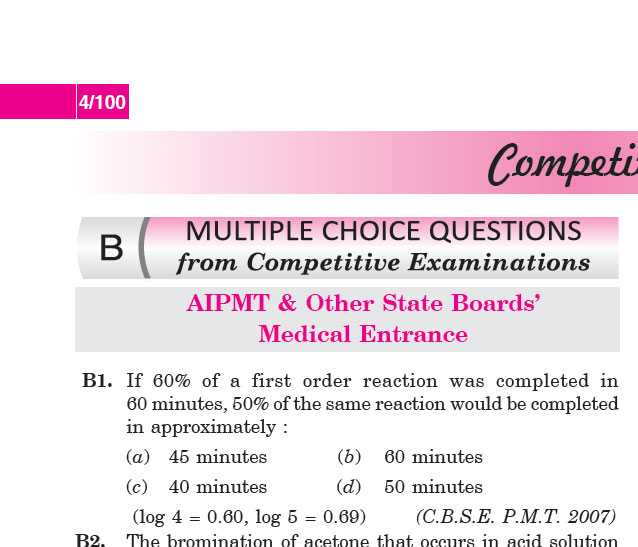 4/100
B
MULTIPLE CHOICE QUESTIONS
from Competitive Examinations
AIPMT & Other State Boards’
Medical Entrance
B1. If 60% of a first order reaction was completed in
60 minutes, 50% of the same reaction would be completed
in approximately :
(a) 45 minutes (b) 60 minutes
(c) 40 minutes (d) 50 minutes
(log 4 = 0.60, log 5 = 0.69) (C.B.S.E. P.M.T. 2007)
B2. The bromination of acetone that occurs in acid solution